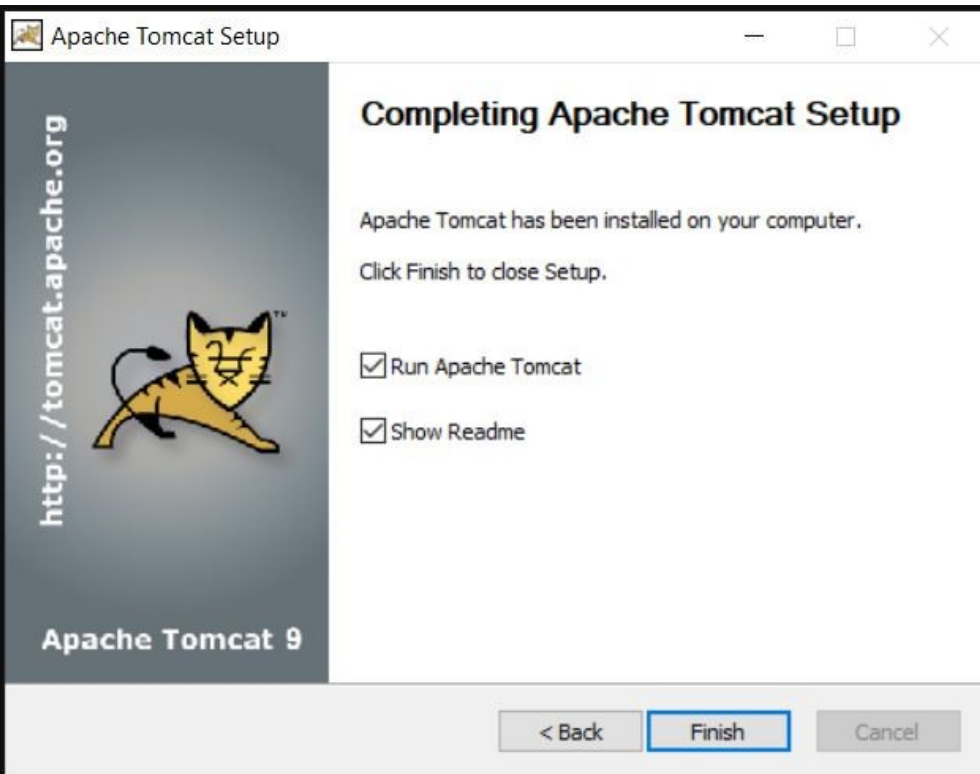 Apache Tomcat Setup
http://tomcat.apache.org
Apache Tomcat 9
Completing Apache Tomcat Setup
Apache Tomcat has been installed on your computer.
Click Finish to close Setup.
Run Apache Tomcat
Show Readme
< Back
Finish
Cancel
TM